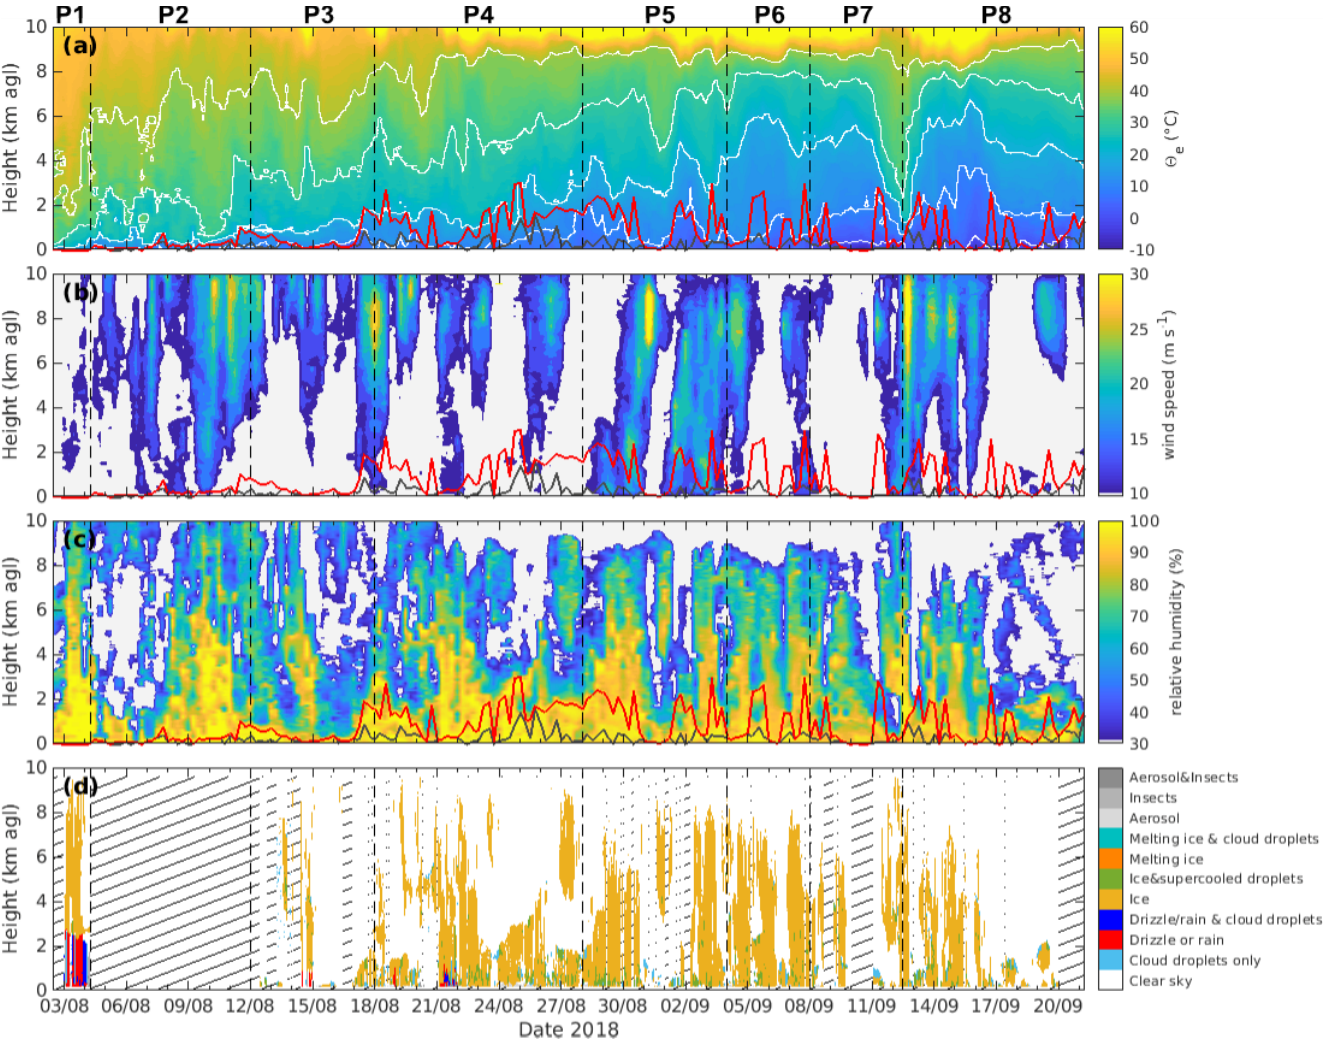 P1 P2 P3 P4 P5 P6 P7 P8
(a)
10
8
6
4
2
0
Height (km agl)
60
50
40
30
20
10
0
-10
Θe (°C)
(b)
10
8
6
4
2
0
Height (km agl)
30
25
20
15
10
wind speed (m s-1)
(c)
10
8
6
4
2
0
Height (km agl)
100
90
80
70
60
50
40
30
relative humidity (%)
(d)
10
8
6
4
2
0
Height (km agl)
Aerosol&Insects
Insects
Aerosol
Melting ice & cloud droplets
Melting ice
Ice&supercooled droplets
Ice
Drizzle/rain & cloud droplets
Drizzle or rain
Cloud droplets only
Clear sky
03/08 06/08 09/08 12/08 15/08 18/08 21/08 24/08 27/08 30/08 02/09 05/09 08/09 11/09 14/09 17/09 20/09
Date 2018